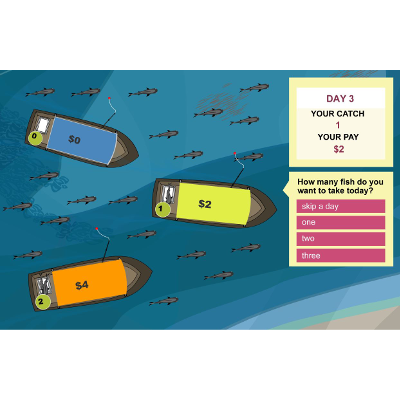 $0
0
$2
1
$4
2
DAY 3
YOUR CATCH
1
YOUR PAY
$2
How many fish do you
want to take today?
skip a day
one
two
three